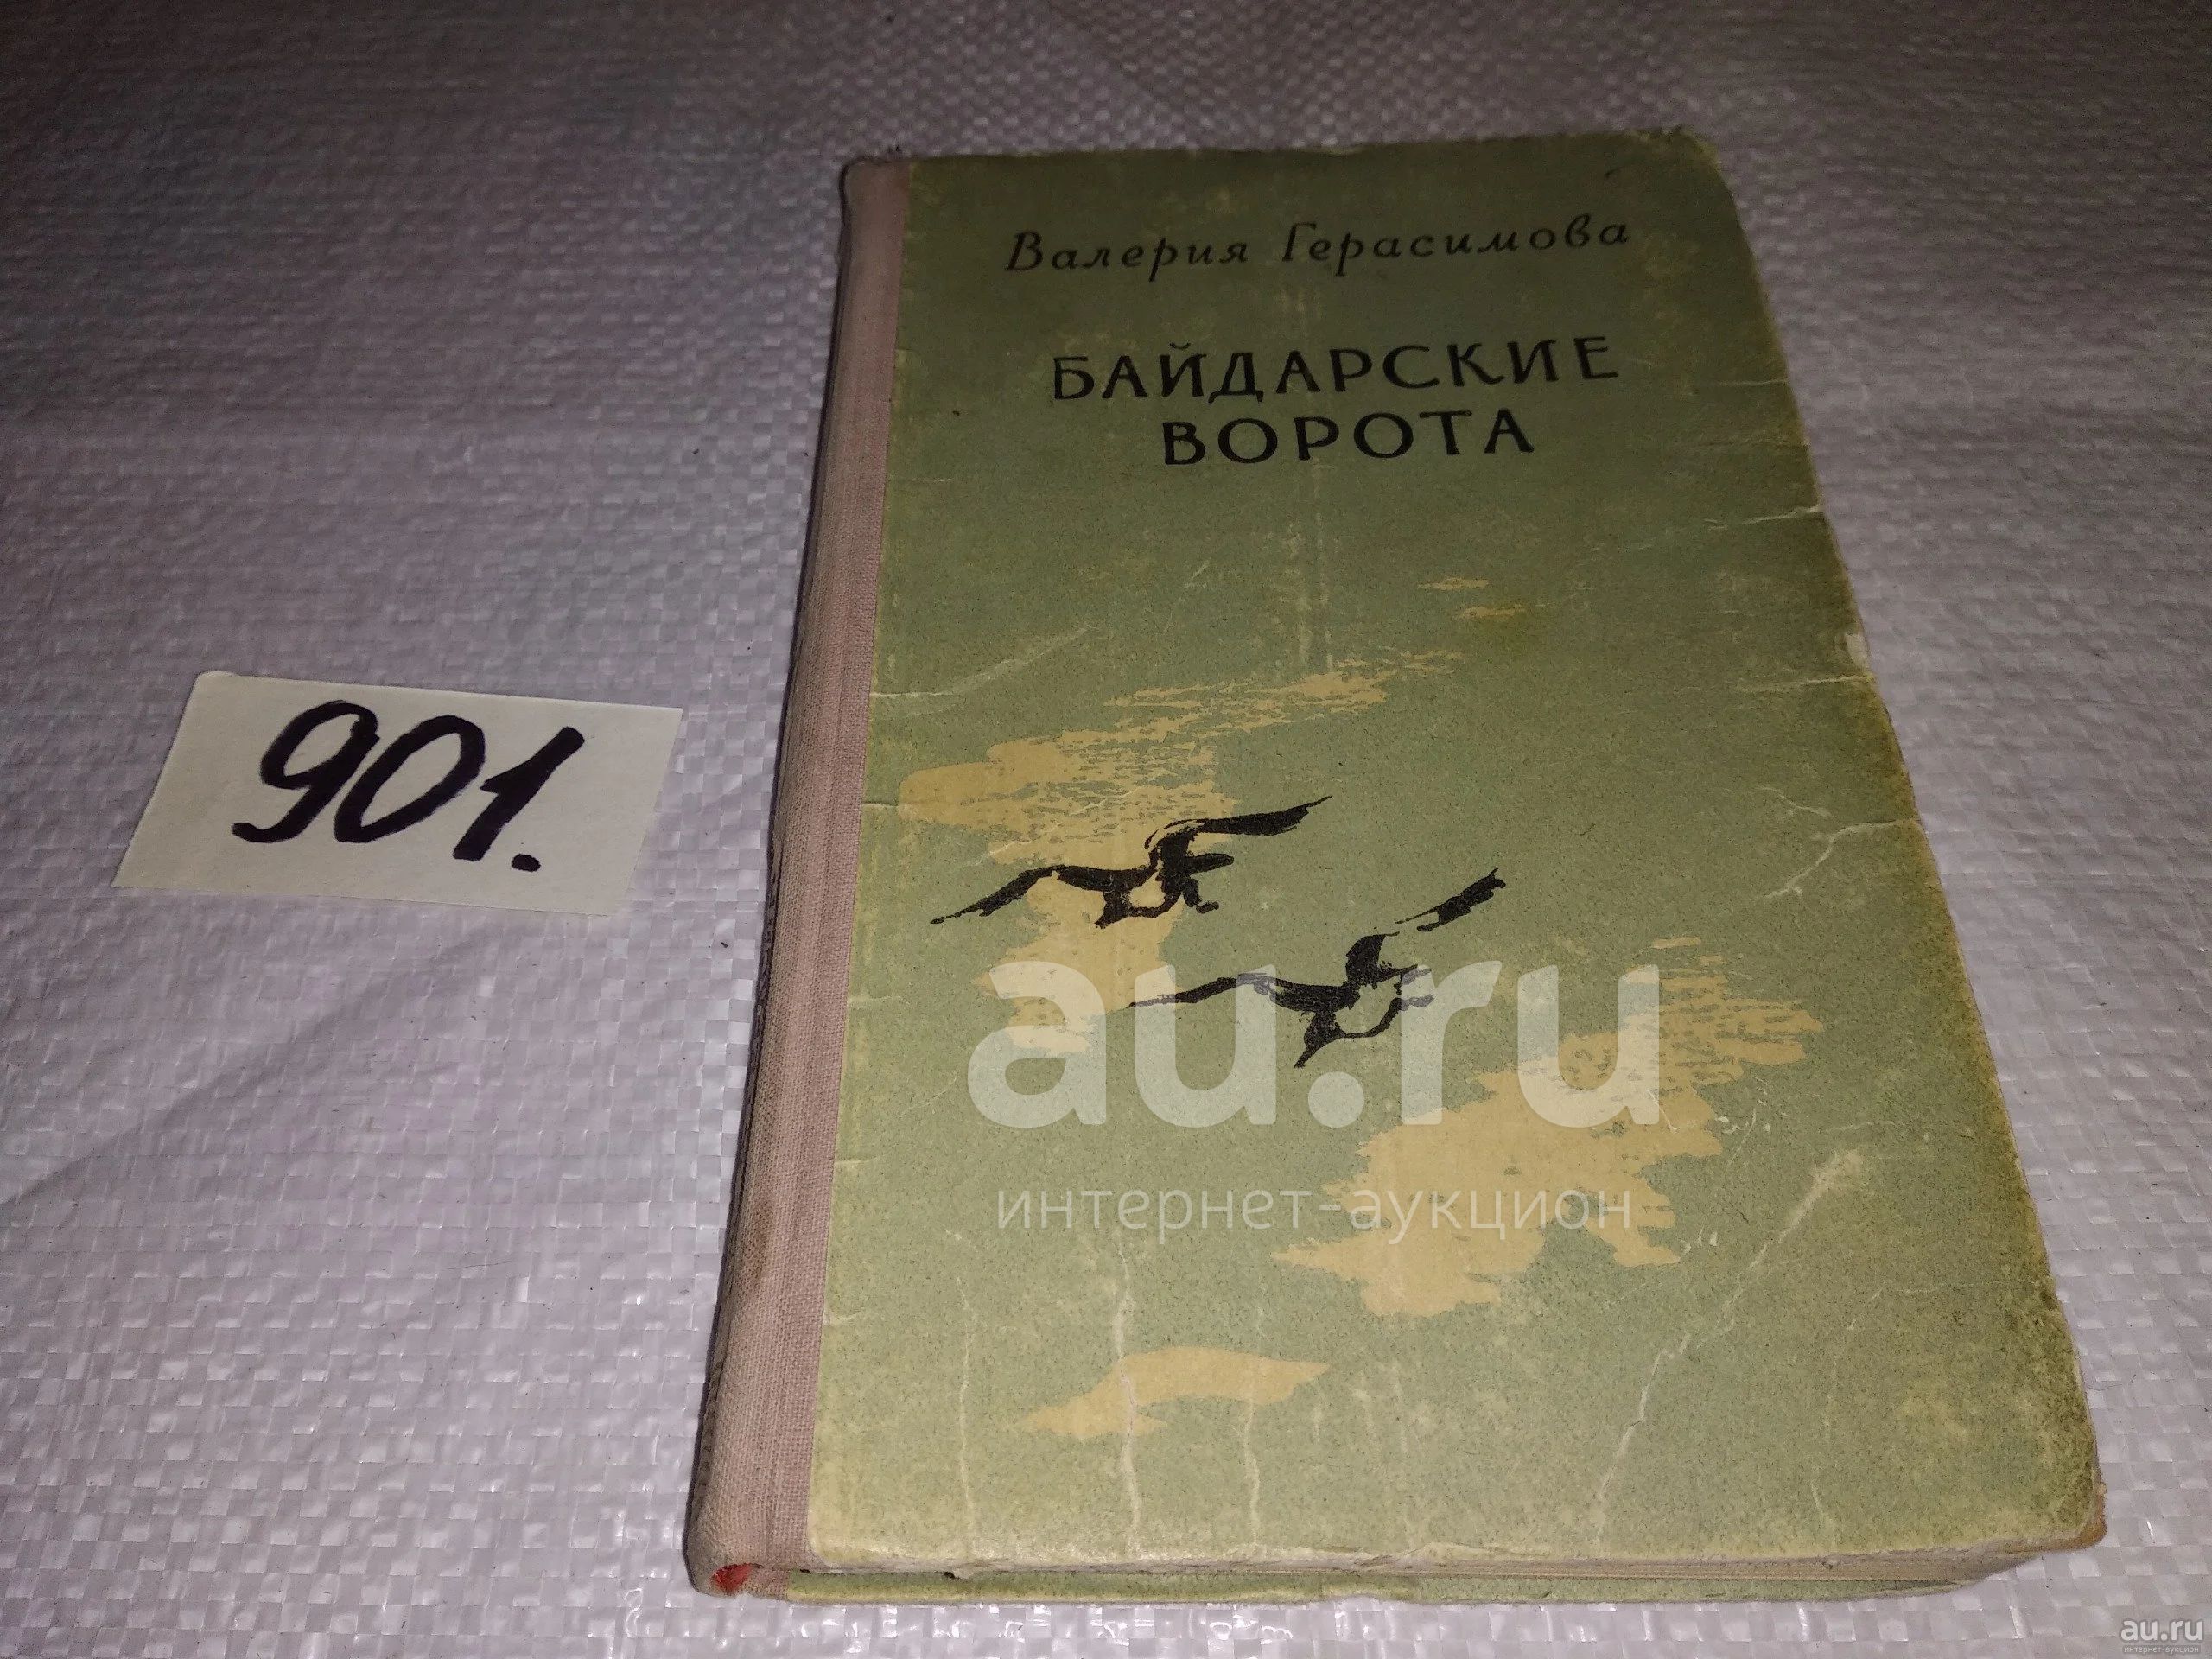 Валерия Герасимова
БАЙДАРСКИЕ
ВОРОТА
901.
au.ru
интернет-аукцион
au.ru
интернет-аукцион